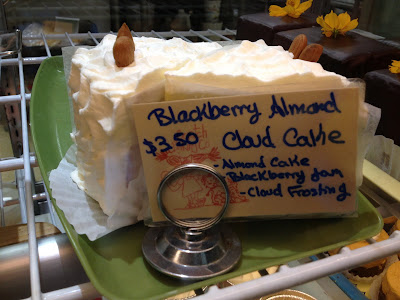 Blackberry Almond
$3.50 Cloud Cake
- Almond Cake
- Blackberry Jam
- Cloud Frosting